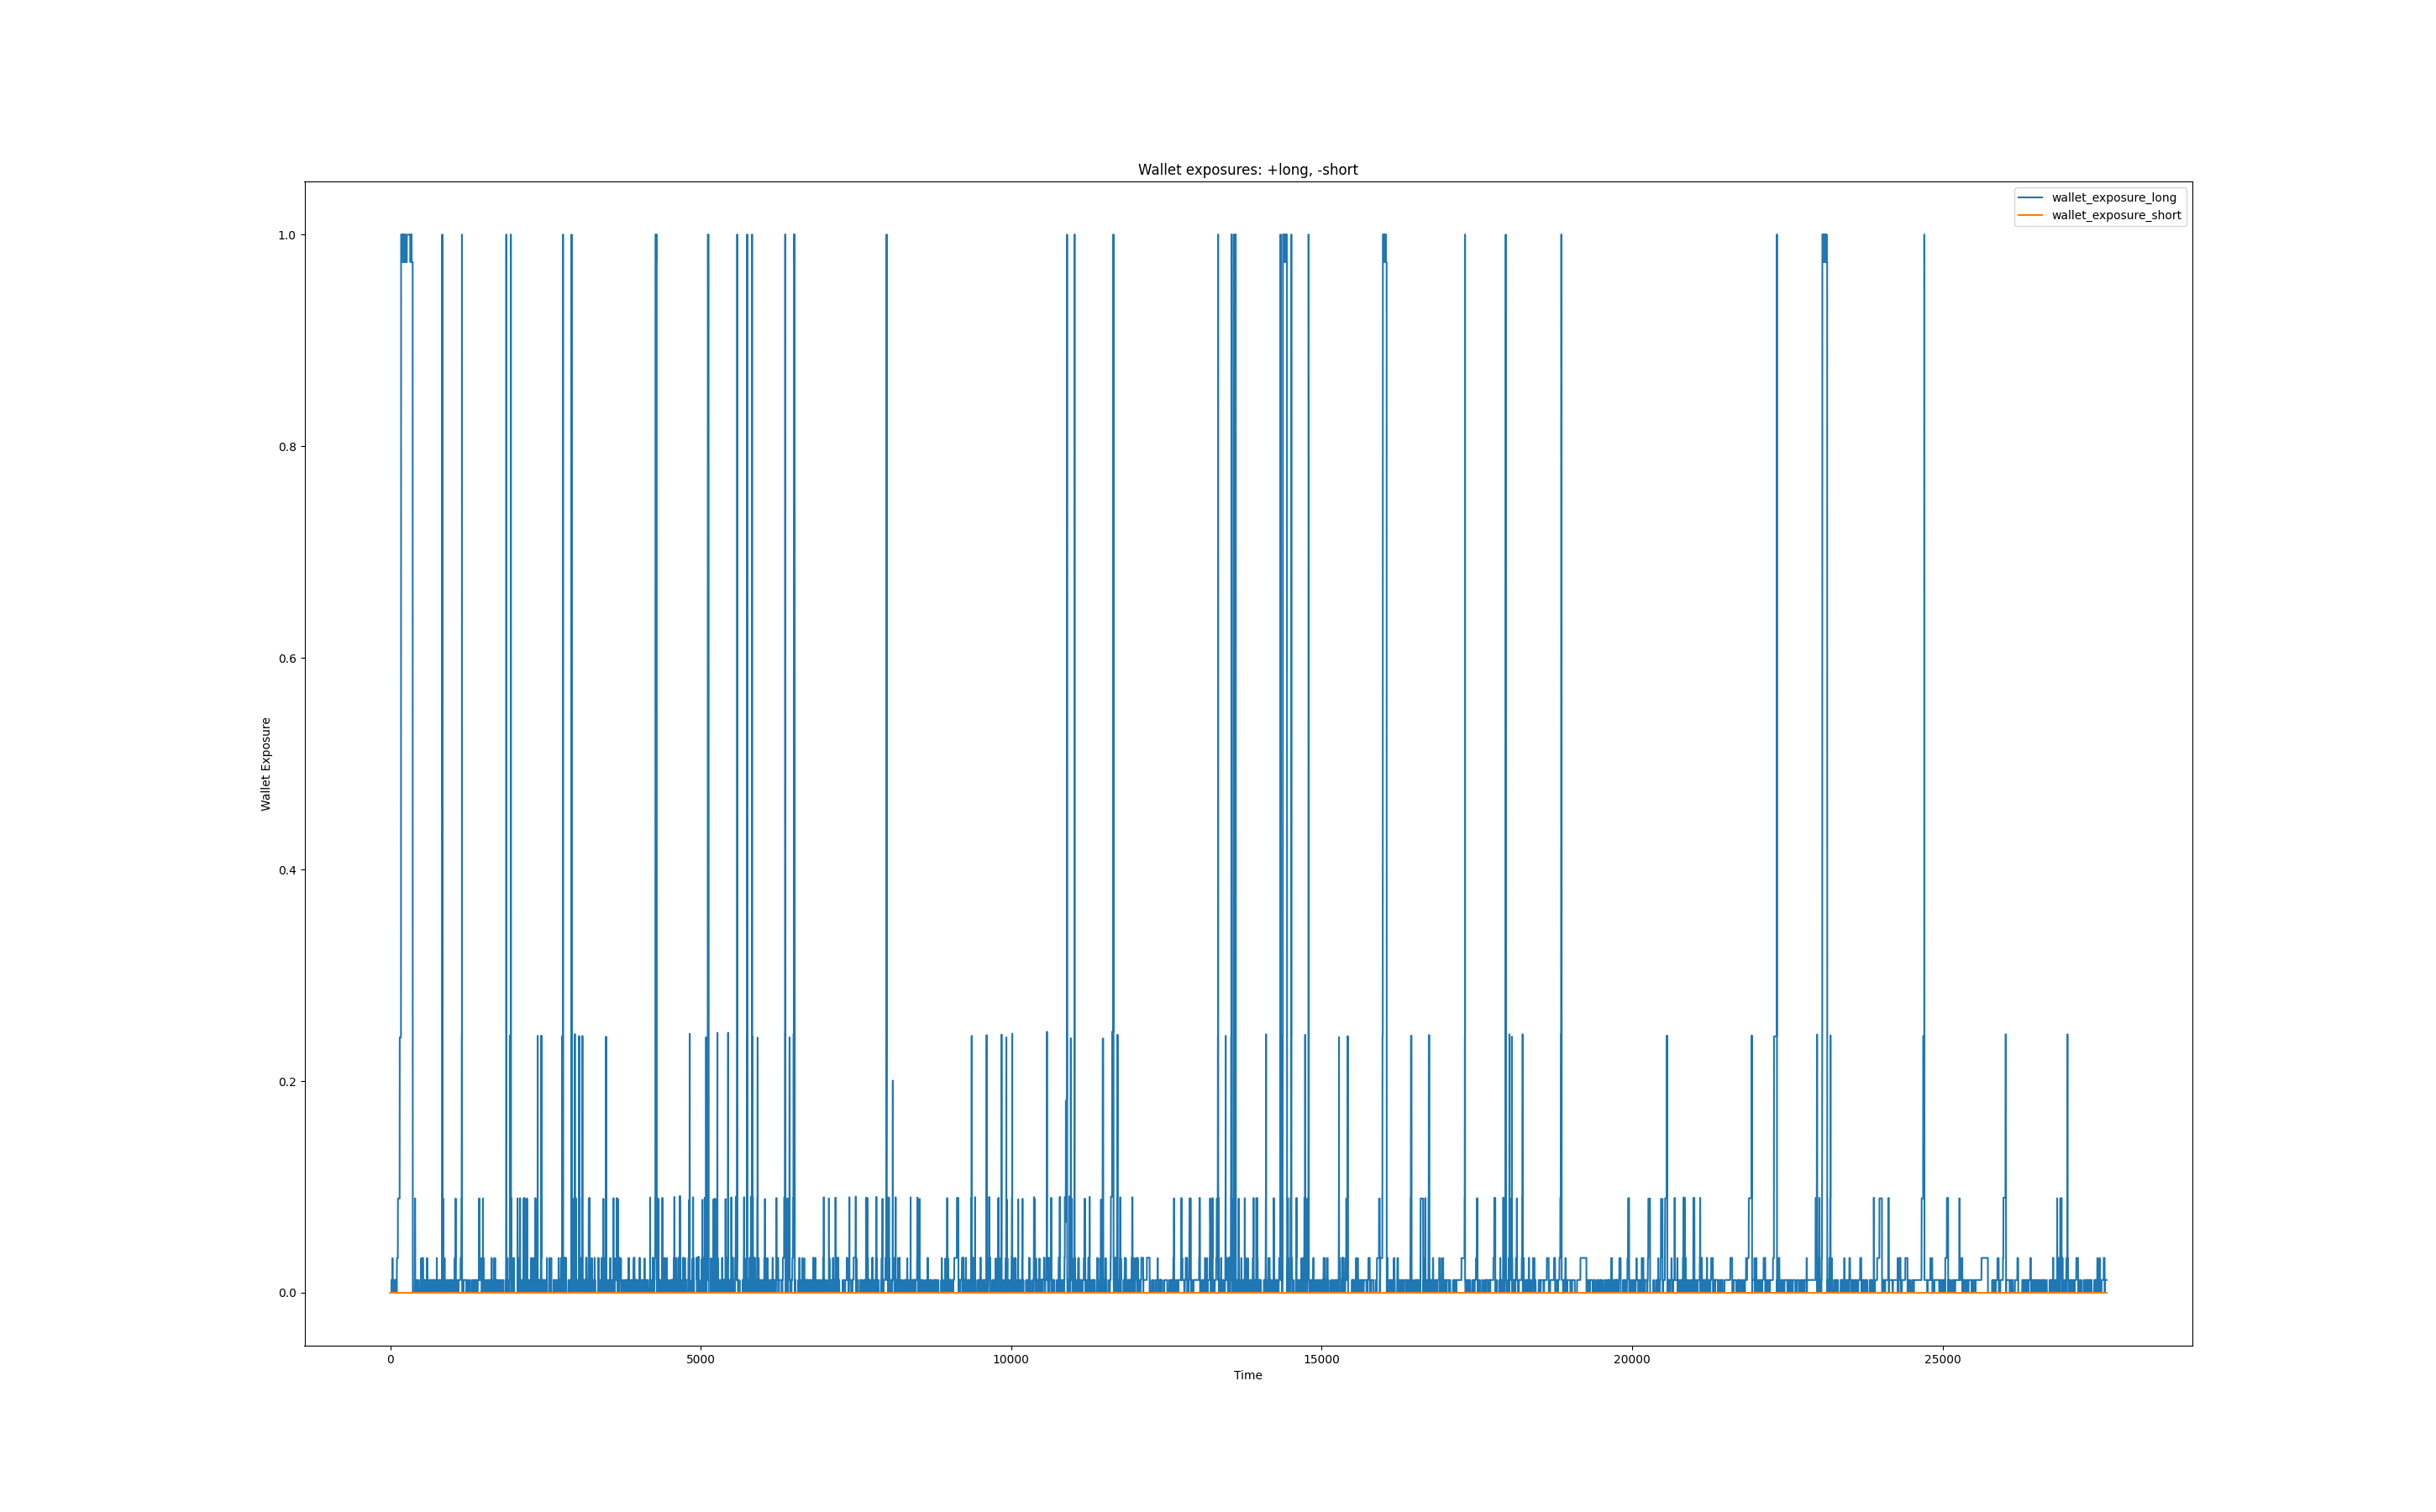 Wallet exposures: +long, -short
wallet_exposure_long
wallet_exposure_short
1.0
0.8
0.6
0.4
0.2
0.0
Wallet Exposure
0
5000
10000
15000
20000
25000
Time